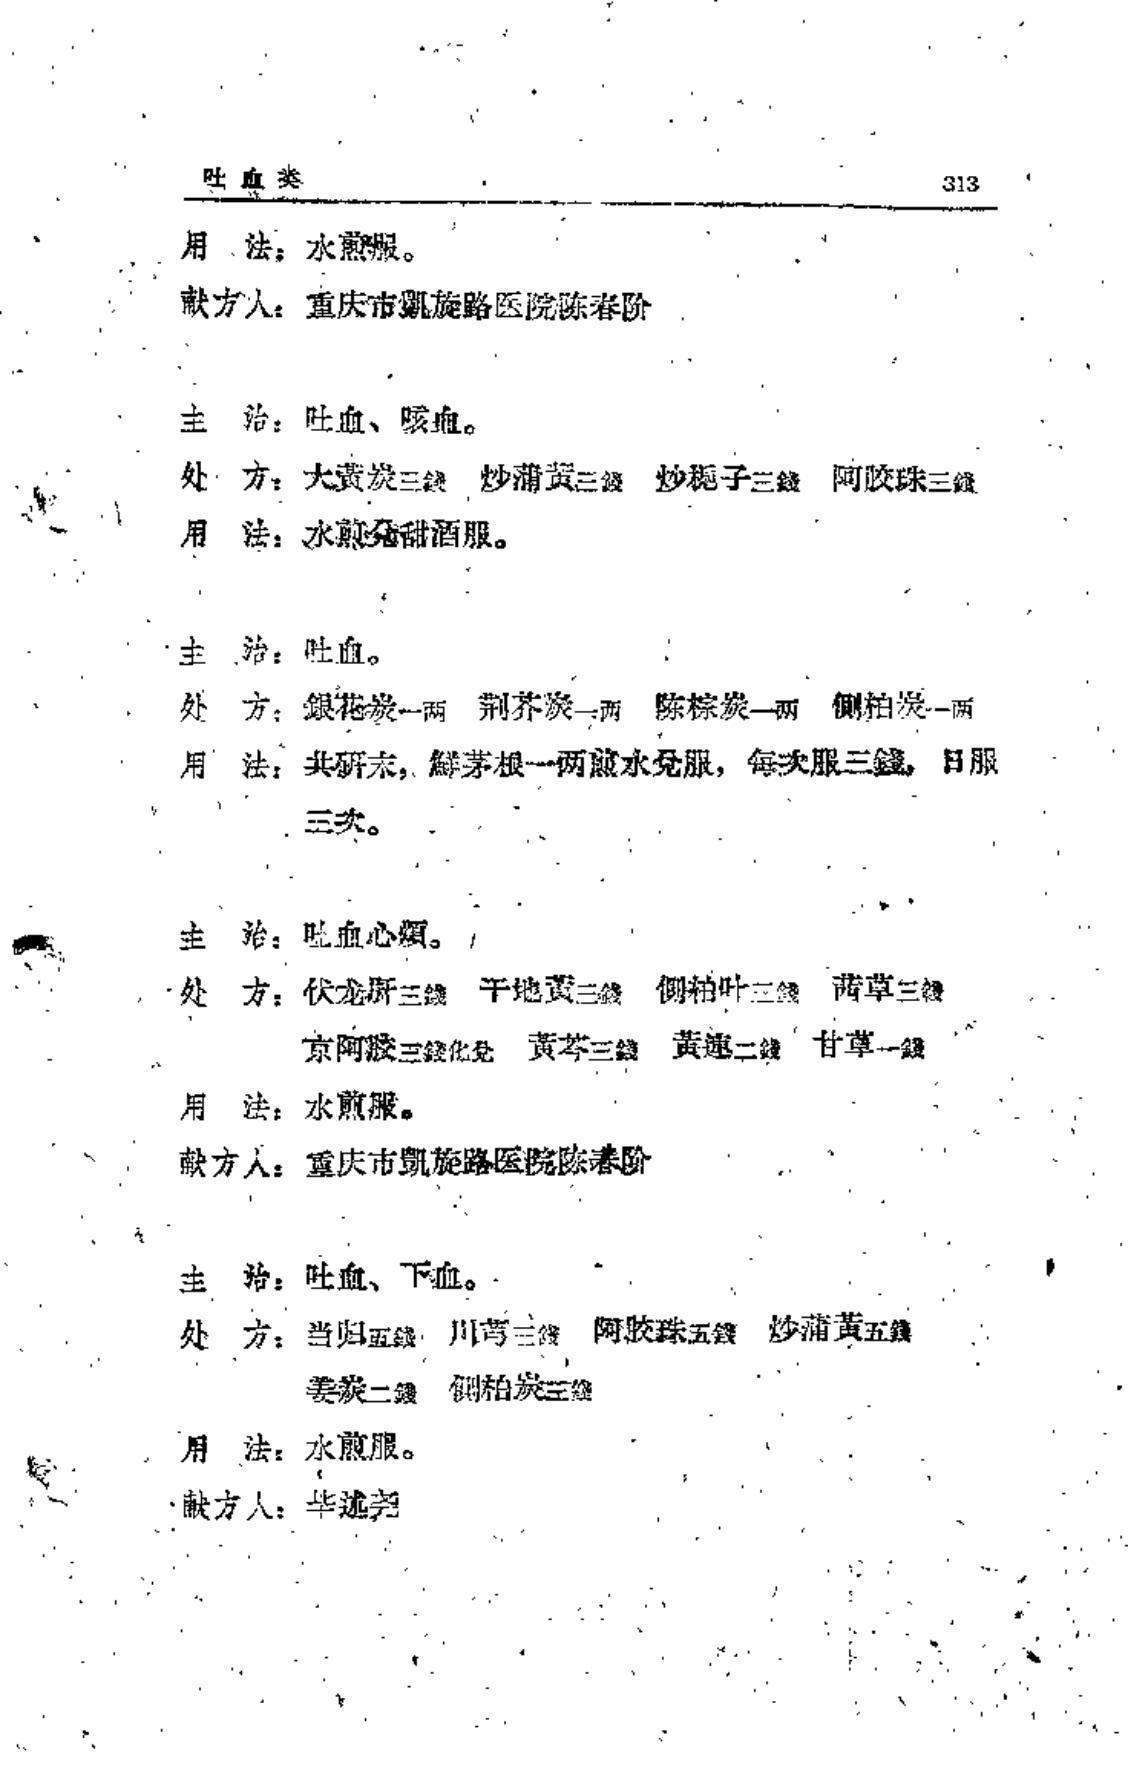 吐血类 313
用 法：水煎服。
献方人：重庆市凱旋路医院陈春阶
主 治：吐血、咳血。
处 方：大黃炭三錢 炒蒲黃三錢 炒梔子三錢 阿胶珠三錢
用 法：水煎兌甜酒服。
主 治：吐血。
处 方：銀花炭一两 荆芥炭一两 陈棕炭一两 側柏炭一两
用 法：共研末，鮮茅根一两煎水兌服，每次服三錢，日服
三次。
主 治：吐血心煩。
处 方：伏龙肝三錢 干地黃三錢 側柏叶三錢 茜草三錢
京阿胶三錢化兌 黃芩三錢 黃連二錢 甘草一錢
用 法：水煎服。
献方人：重庆市凱旋路医院陈春阶
主 治：吐血、下血。
处 方：当归五錢 川芎三錢 阿胶珠五錢 炒蒲黃五錢
姜炭二錢 側柏炭三錢
用 法：水煎服。
献方人：华述尧